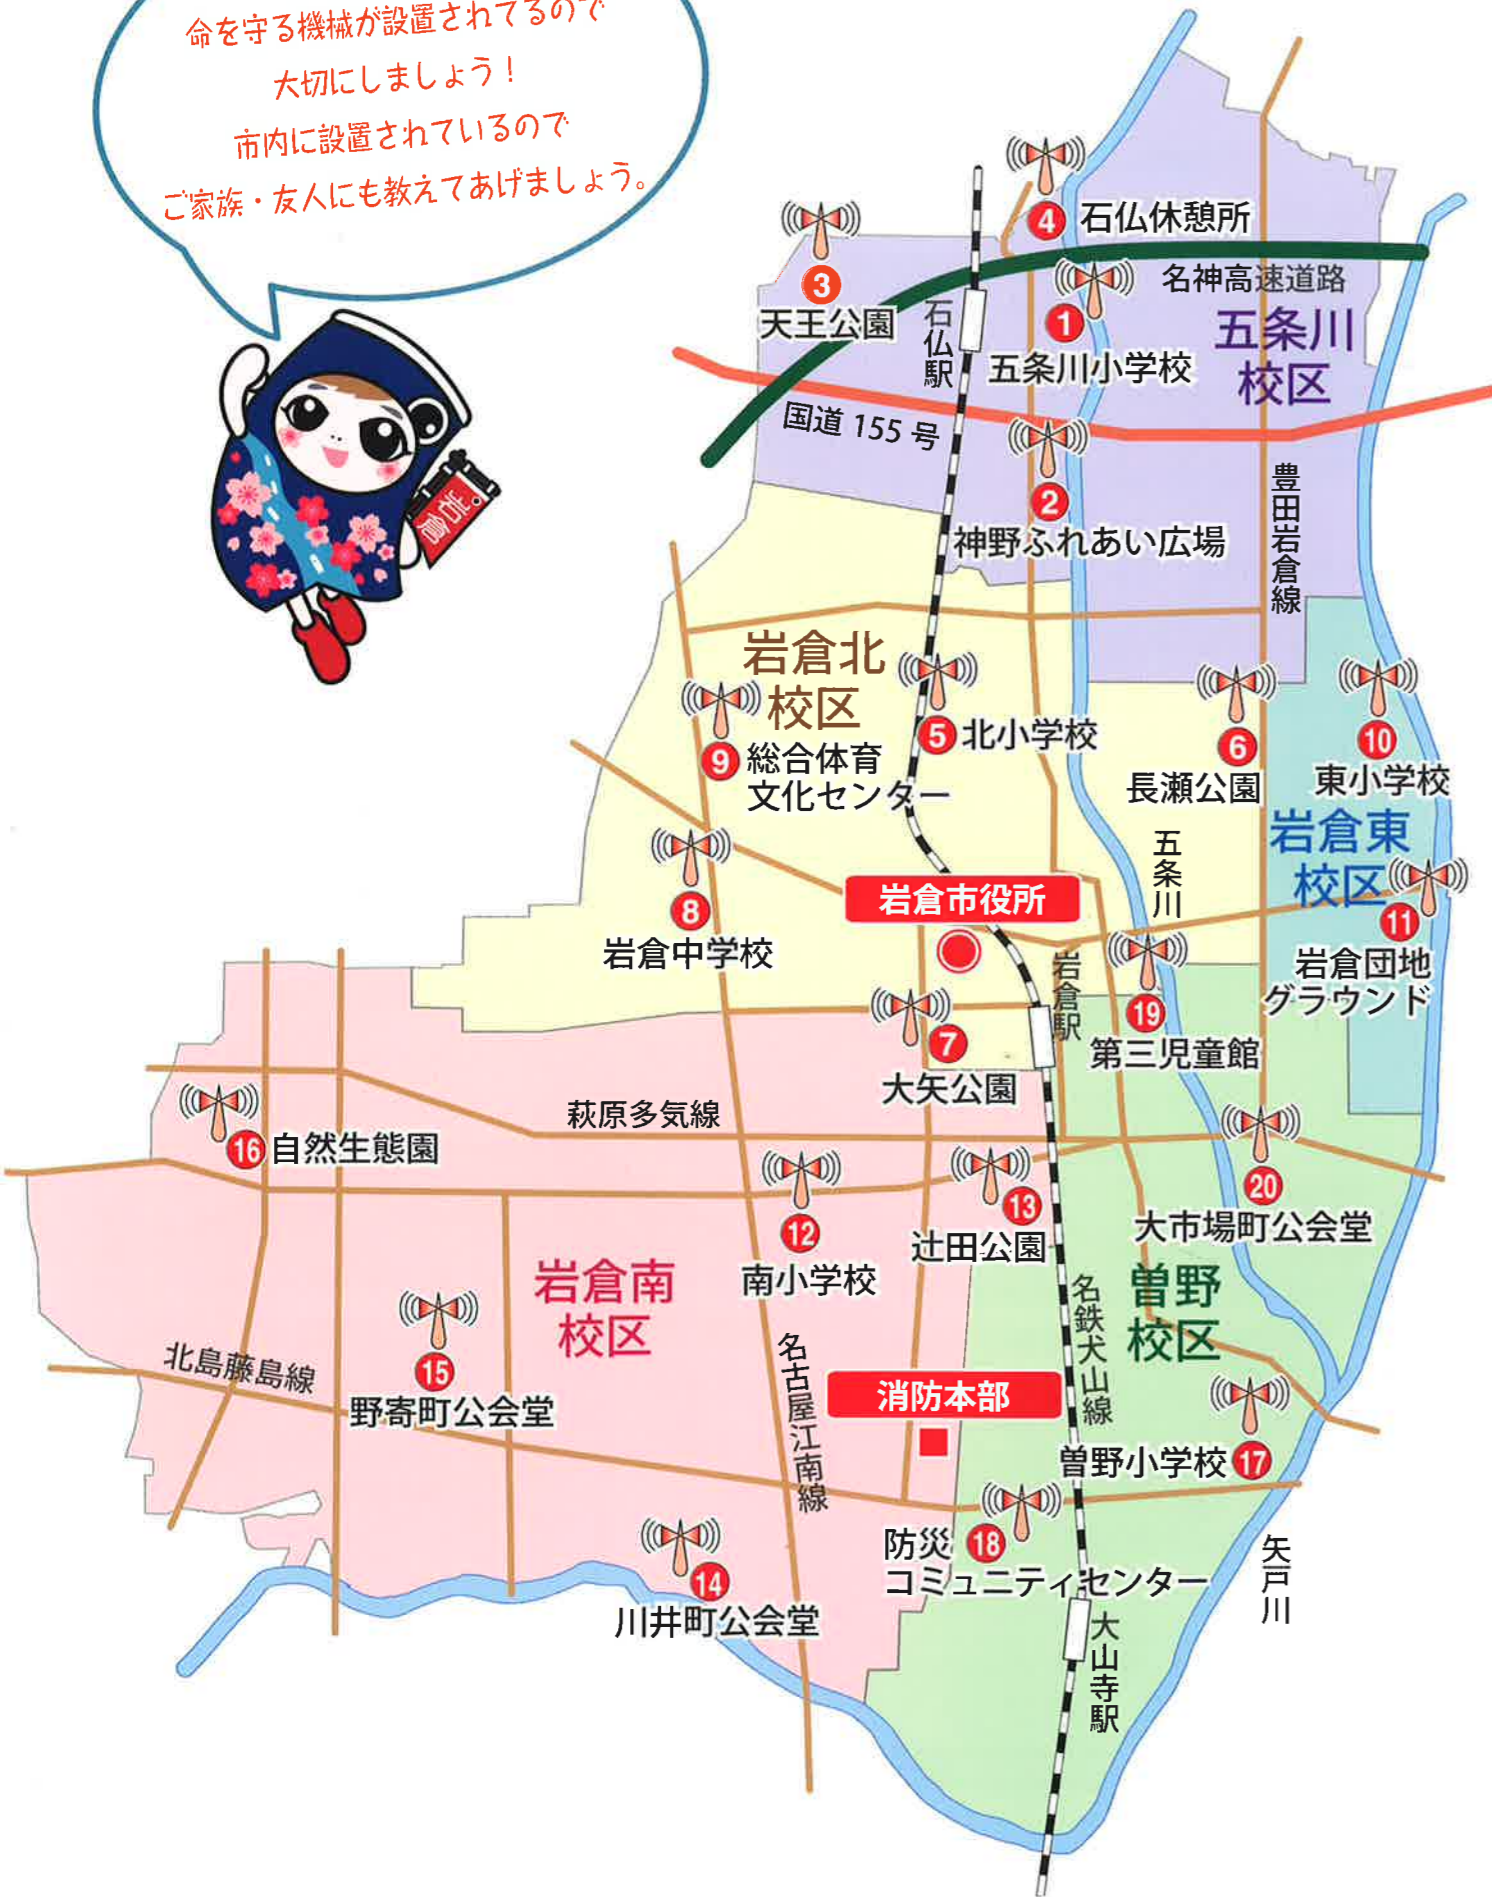 命を守る機械が設置されてるので
大切にしましょう！
市内に設置されているので
ご家族・友人にも教えてあげましょう。
岩倉
4 石仏休憩所
名神高速道路
3
天王公園
石仏駅
1
五条川小学校
五条川
校区
国道 155 号
2
神野ふれあい広場
豊田岩倉線
岩倉北
校区
5 北小学校
9 総合体育
文化センター
6
長瀬公園
10
東小学校
岩倉東
校区
五条川
8
岩倉中学校
岩倉市役所
11
岩倉団地
グラウンド
岩倉駅
19
第三児童館
7
大矢公園
萩原多気線
16 自然生態園
20
大市場町公会堂
12
南小学校
13
辻田公園
岩倉南
校区
曽野
校区
名鉄犬山線
15
野寄町公会堂
北島藤島線
名古屋江南線
消防本部
曽野小学校 17
防災 18
コミュニティセンター
14
川井町公会堂
矢戸川
大山寺駅